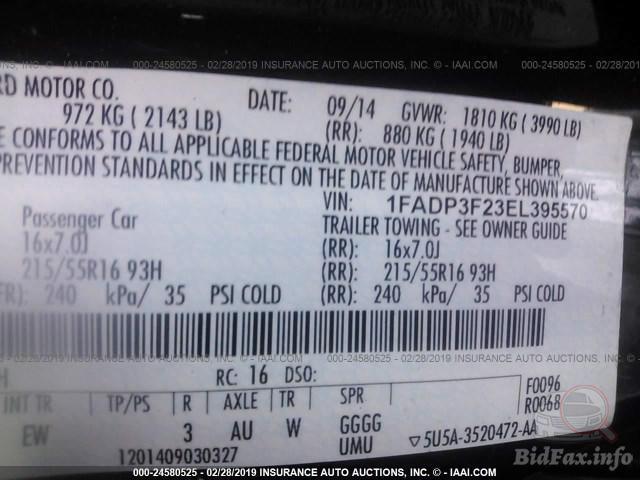 000-24580525 - 02/28/2019 INSURANCE AUTO AUCTIONS, INC. - © - IAAI.COM
RD MOTOR CO.
DATE: 09/14 GVWR: 1810 KG ( 3990 LB)
972 KG ( 2143 LB) (RR): 880 KG ( 1940 LB)
E CONFORMS TO ALL APPLICABLE FEDERAL MOTOR VEHICLE SAFETY, BUMPER,
PREVENTION STANDARDS IN EFFECT ON THE DATE OF MANUFACTURE SHOWN ABOVE.
VIN: 1FADP3F23EL395570
Passenger Car TRAILER TOWING - SEE OWNER GUIDE
16x7.0J (RR): 16x7.0J
215/55R16 93H (RR): 215/55R16 93H
FR): 240 kPa/ 35 PSI COLD (RR): 240 kPa/ 35 PSI COLD
000-24580525 - 02/28/2019 INSURANCE AUTO AUCTIONS, INC. - © - IAAI.COM
H RC: 16 DSO:
INT TR TP/PS R AXLE TR SPR F0096
R0068
EW 3 AU W GGGG
UMU ▽5U5A-3520472-AA
1201409030327
000-24580525 - 02/28/2019 INSURANCE AUTO AUCTIONS, INC. - © - IAAI.COM
BidFax.info